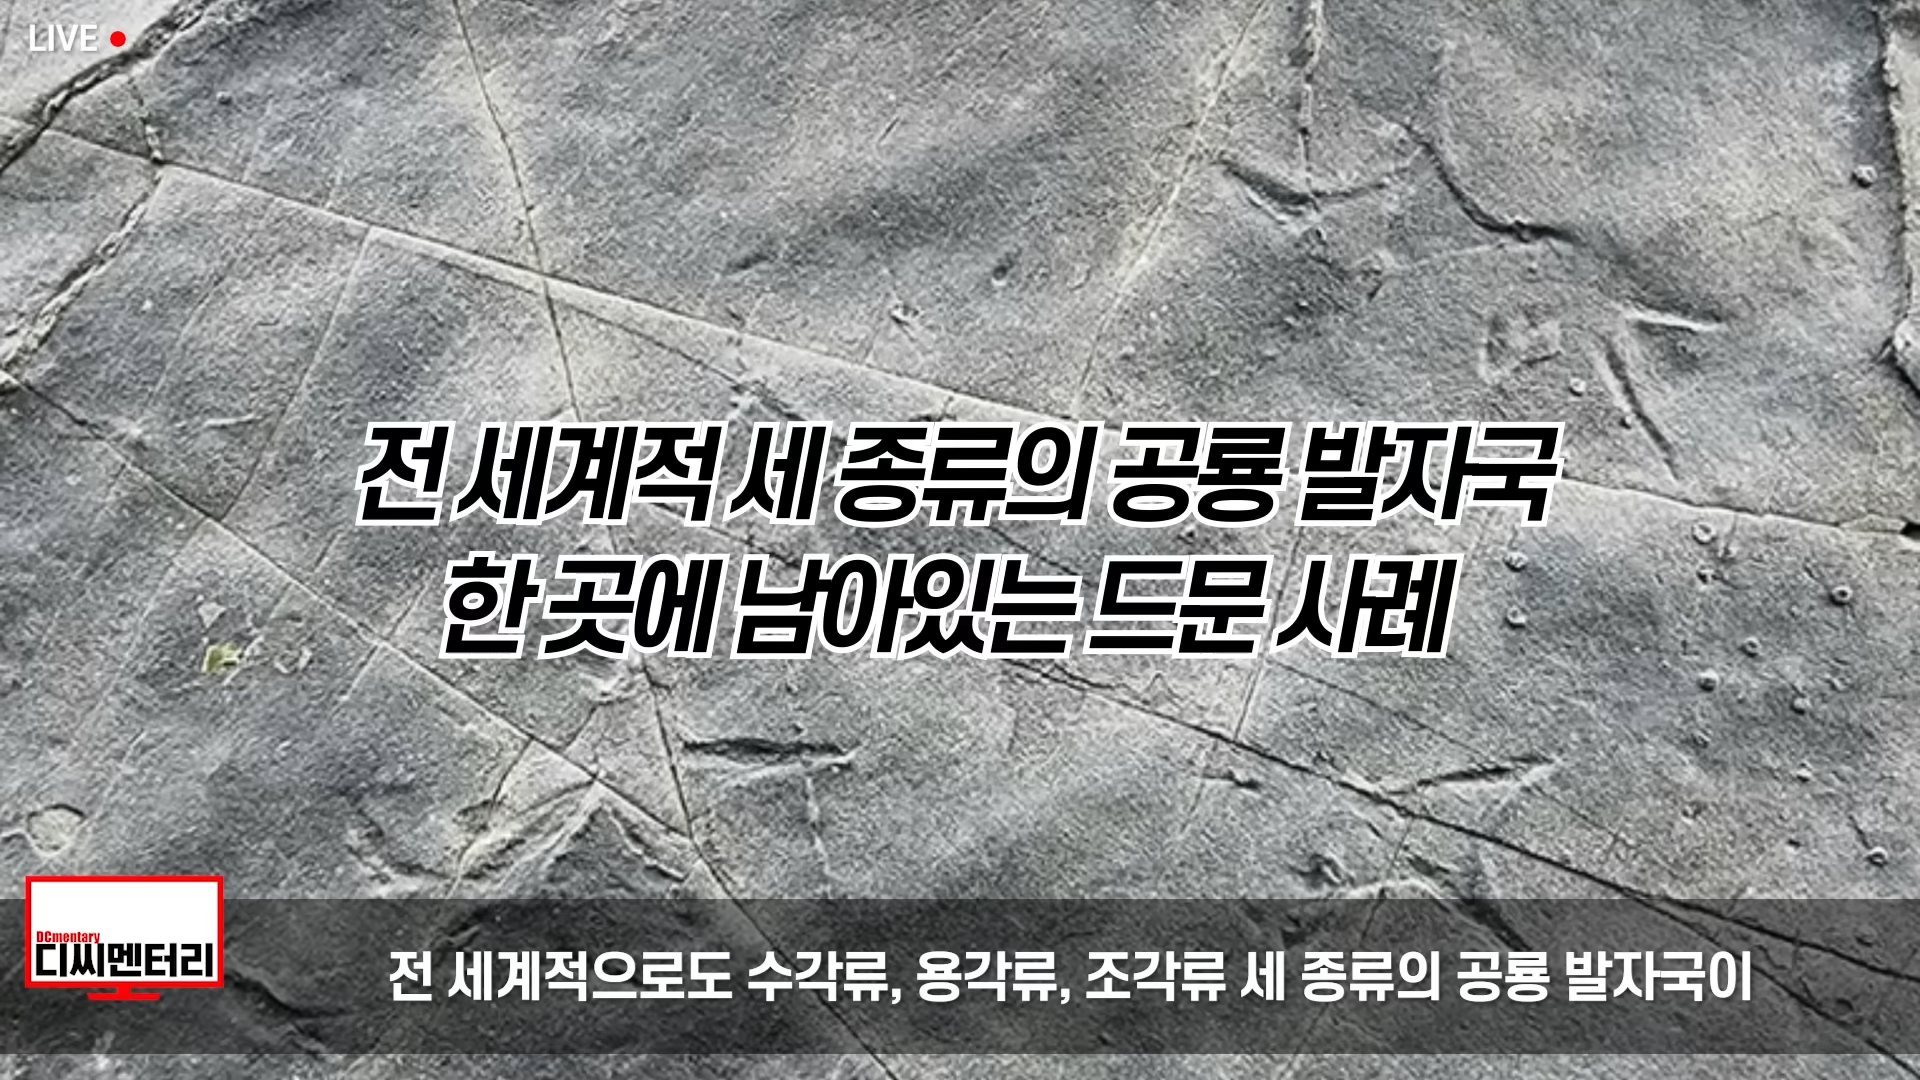 LIVE
전 세계적 세 종류의 공룡 발자국
한 곳에 남아있는 드문 사례
DCmentary
디씨멘터리
전 세계적으로도 수각류, 용각류, 조각류 세 종류의 공룡 발자국이